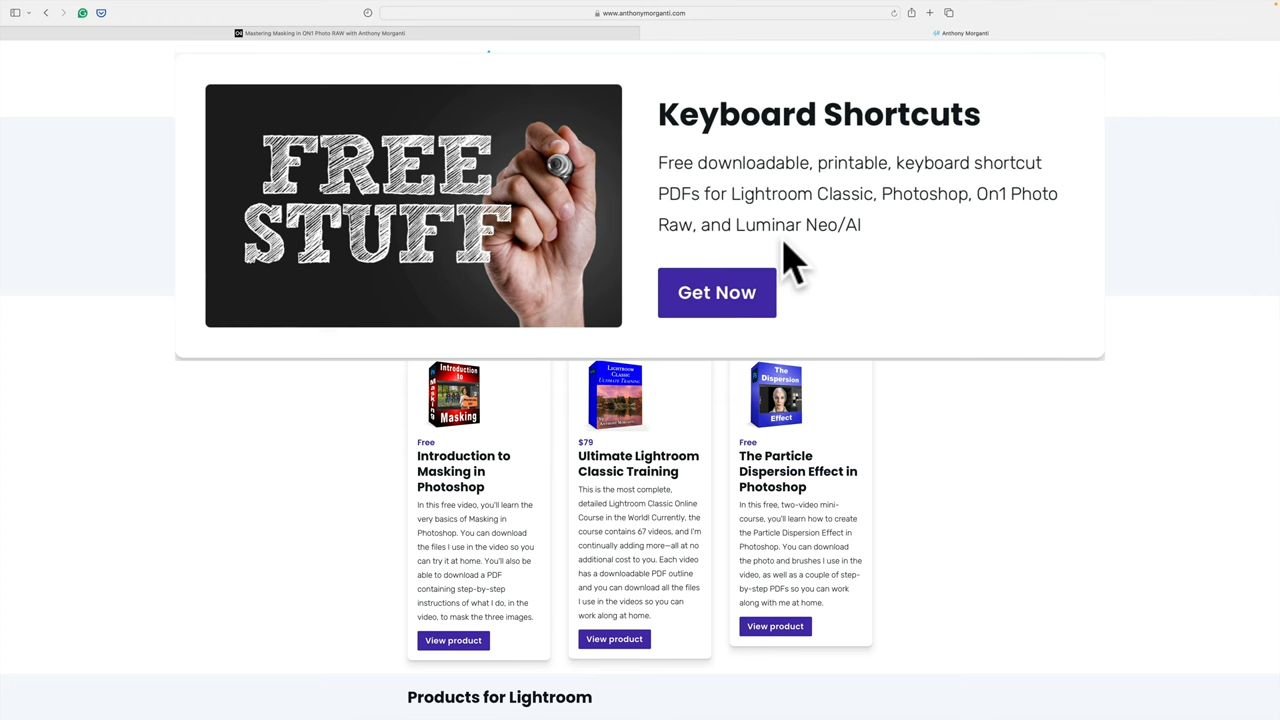 www.anthonymorganti.com
Mastering Masking in ON1 Photo RAW with Anthony Morganti
Anthony Morganti
FREE
STUFF
Keyboard Shortcuts
Free downloadable, printable, keyboard shortcut
PDFs for Lightroom Classic, Photoshop, On1 Photo
Raw, and Luminar Neo/AI
Get Now
Introduction
to
Masking
Masking
Free
Introduction to
Masking in
Photoshop
In this free video, you'll learn the
very basics of Masking in
Photoshop. You can download
the files I use in the video so you
can try it at home. You'll also be
able to download a PDF
containing step-by-step
instructions of what I do, in the
video, to mask the three images.
View product
LIGHTROOM
CLASSIC
ULTIMATE TRAINING
ANTHONY MORGANTI
$79
Ultimate Lightroom
Classic Training
This is the most complete,
detailed Lightroom Classic Online
Course in the World! Currently, the
course contains 67 videos, and I'm
continually adding more—all at no
additional cost to you. Each video
has a downloadable PDF outline
and you can download all the files
I use in the videos so you can
work along at home.
View product
The
Dispersion
Effect
Free
The Particle
Dispersion Effect in
Photoshop
In this free, two-video mini-
course, you'll learn how to create
the Particle Dispersion Effect in
Photoshop. You can download
the photo and brushes I use in the
video, as well as a couple of step-
by-step PDFs so you can work
along with me at home.
View product
Products for Lightroom